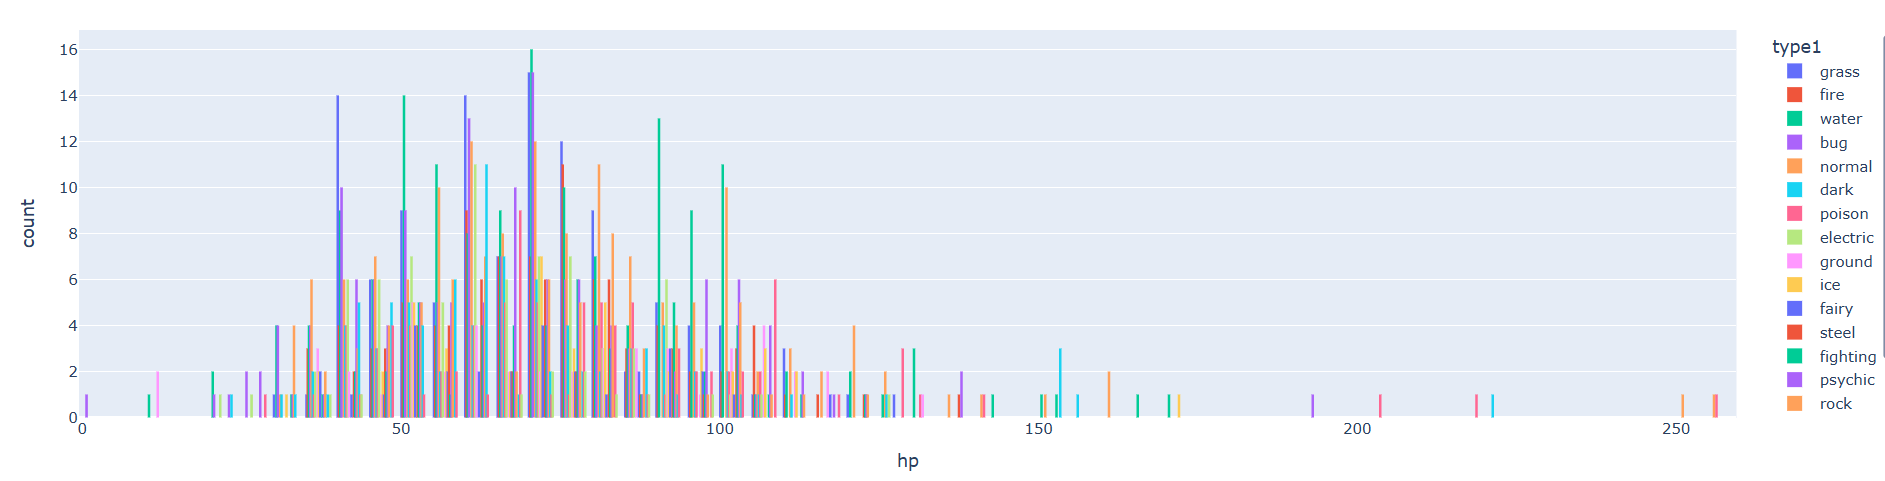 16
14
12
10
8
6
4
2
0
count
0 50 100 150 200 250
hp
type1
grass
fire
water
bug
normal
dark
poison
electric
ground
ice
fairy
steel
fighting
psychic
rock